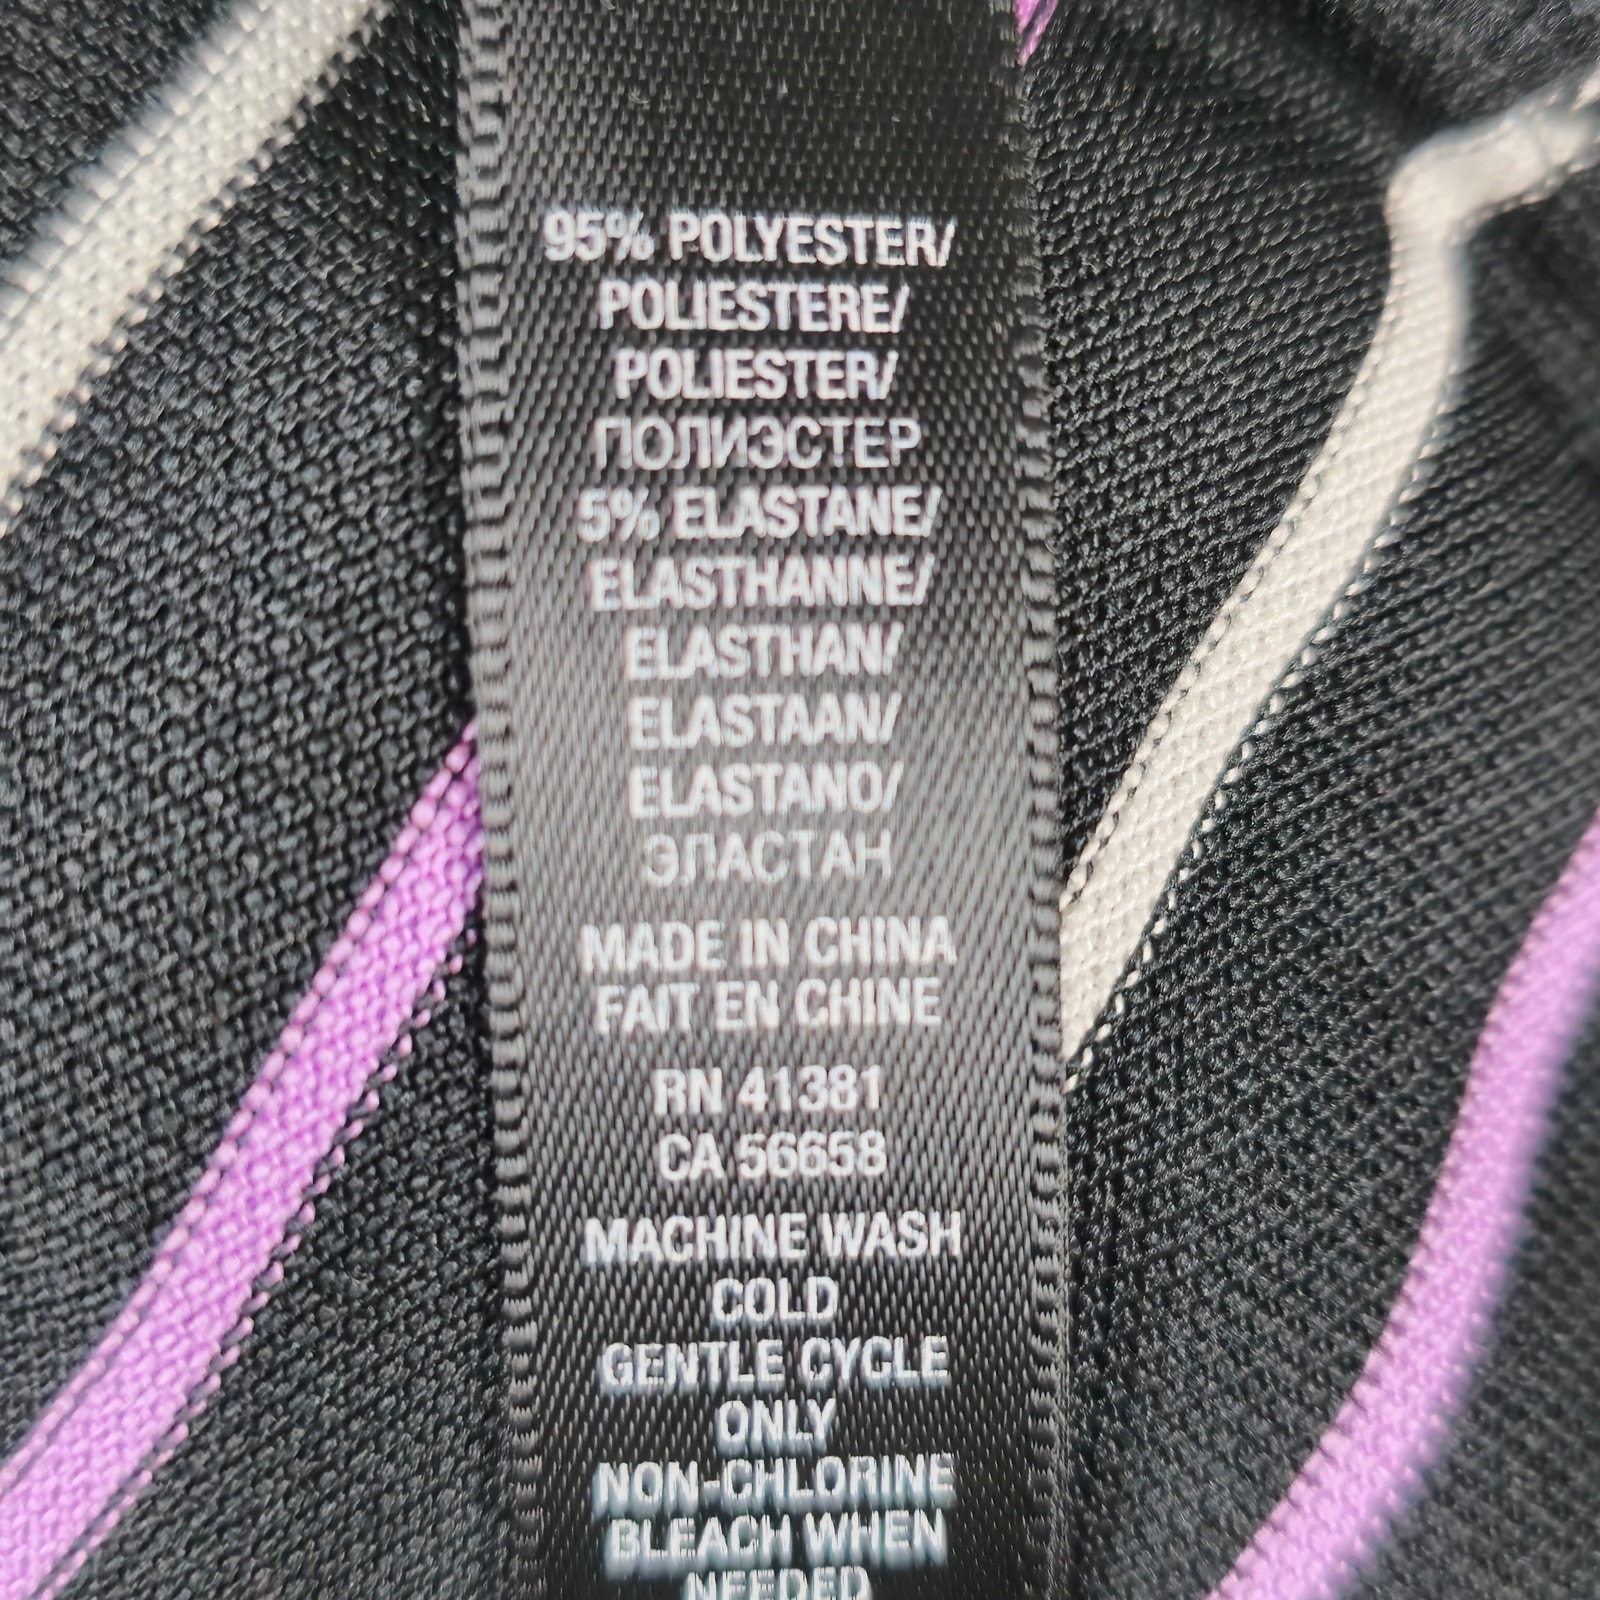 95% POLYESTER/
POLIESTERE/
POLIESTER/
ПОЛИЭСТЕР
5% ELASTANE/
ELASTHANNE/
ELASTHAN/
ELASTAAN/
ELASTANO/
ЭЛАСТАН
MADE IN CHINA
FAIT EN CHINE
RN 41381
CA 56658
MACHINE WASH
COLD
GENTLE CYCLE
ONLY
NON-CHLORINE
BLEACH WHEN
NEEDED